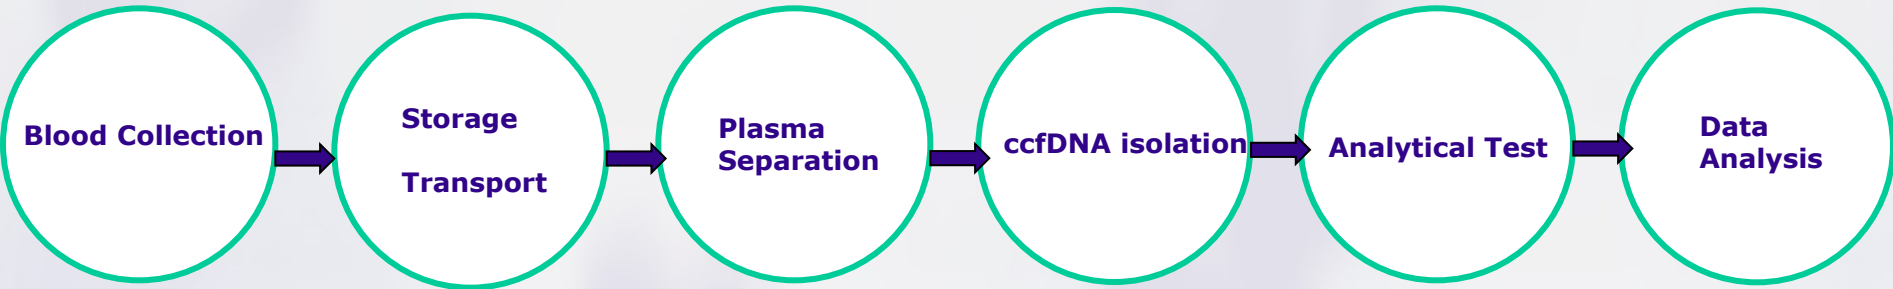 Blood Collection
Storage
Transport
Plasma
Separation
ccfDNA isolation
Analytical Test
Data
Analysis